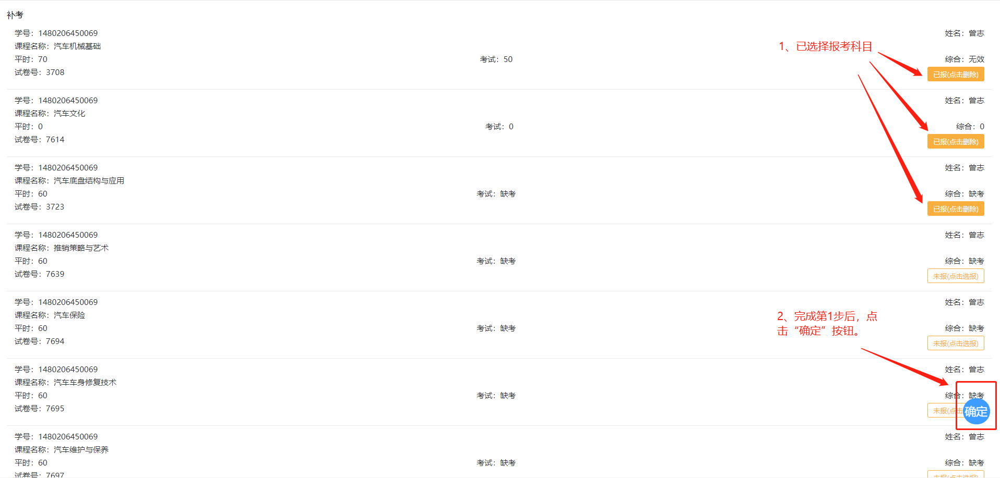 补考
学号：1480206450069 姓名：曾志
课程名称：汽车机械基础
1、已选择报考科目
平时：70 考试：50 综合：无效
试卷号：3708 已报(点击删除)
学号：1480206450069 姓名：曾志
课程名称：汽车文化
平时：0 考试：0 综合：0
试卷号：7614 已报(点击删除)
学号：1480206450069 姓名：曾志
课程名称：汽车底盘结构与应用
平时：60 考试：缺考 综合：缺考
试卷号：3723 已报(点击删除)
学号：1480206450069 姓名：曾志
课程名称：推销策略与艺术
平时：60 考试：缺考 综合：缺考
试卷号：7639 未报(点击选报)
学号：1480206450069 姓名：曾志
课程名称：汽车保险
2、完成第1步后，点
击“确定”按钮。
平时：60 考试：缺考 综合：缺考
试卷号：7694 未报(点击选报)
学号：1480206450069 姓名：曾志
课程名称：汽车车身修复技术
平时：60 考试：缺考 综合：缺考
试卷号：7695 未报(点击 确定
学号：1480206450069 姓名：曾志
课程名称：汽车维护与保养
平时：60 考试：缺考 综合：缺考
试卷号：7697 未报(点击选报)